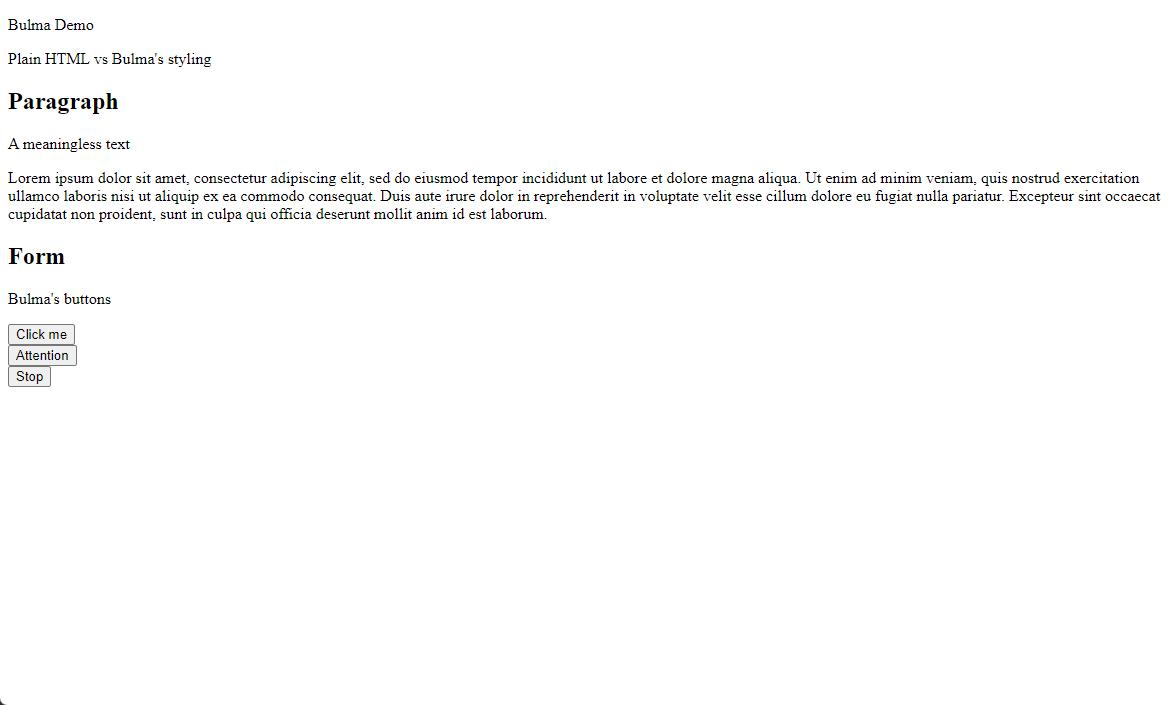 Bulma Demo
Plain HTML vs Bulma's styling
Paragraph
A meaningless text
Lorem ipsum dolor sit amet, consectetur adipiscing elit, sed do eiusmod tempor incididunt ut labore et dolore magna aliqua. Ut enim ad minim veniam, quis nostrud exercitation
ullamco laboris nisi ut aliquip ex ea commodo consequat. Duis aute irure dolor in reprehenderit in voluptate velit esse cillum dolore eu fugiat nulla pariatur. Excepteur sint occaecat
cupidatat non proident, sunt in culpa qui officia deserunt mollit anim id est laborum.
Form
Bulma's buttons
Click me
Attention
Stop